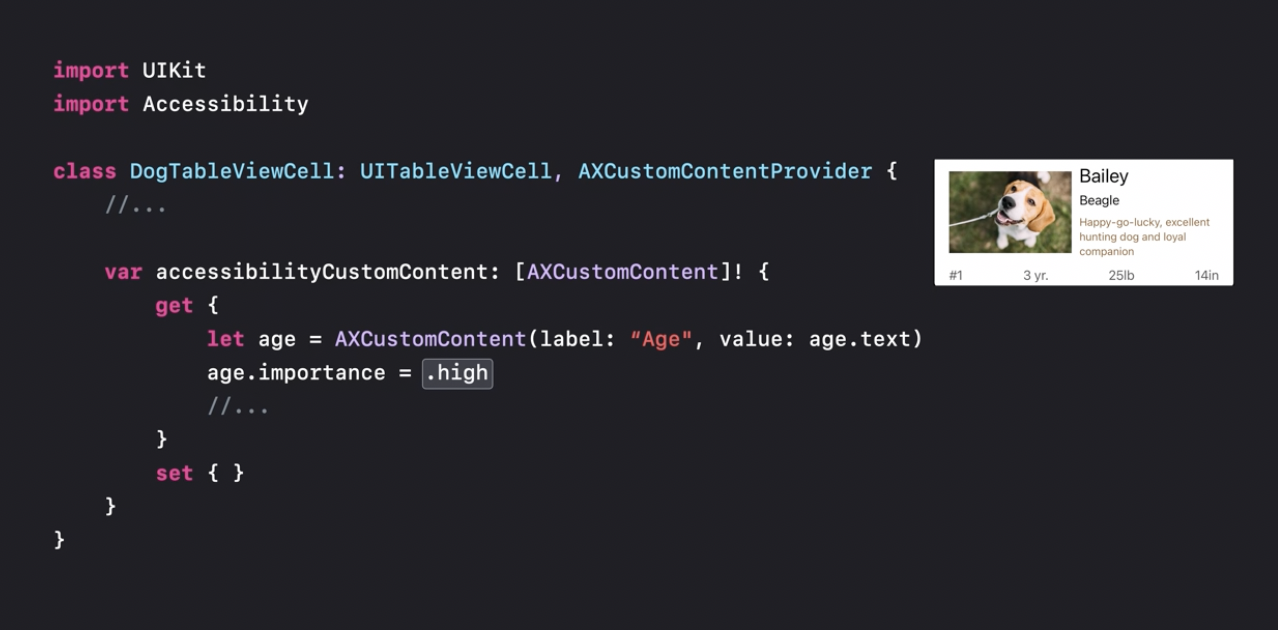 import UIKit
import Accessibility
class DogTableViewCell: UITableViewCell, AXCustomContentProvider {
//...
var accessibilityCustomContent: [AXCustomContent]! {
get {
let age = AXCustomContent(label: “Age", value: age.text)
age.importance = .high
//...
}
set { }
}
}
Bailey
Beagle
Happy-go-lucky, excellent
hunting dog and loyal
companion
#1 3 yr. 25lb 14in